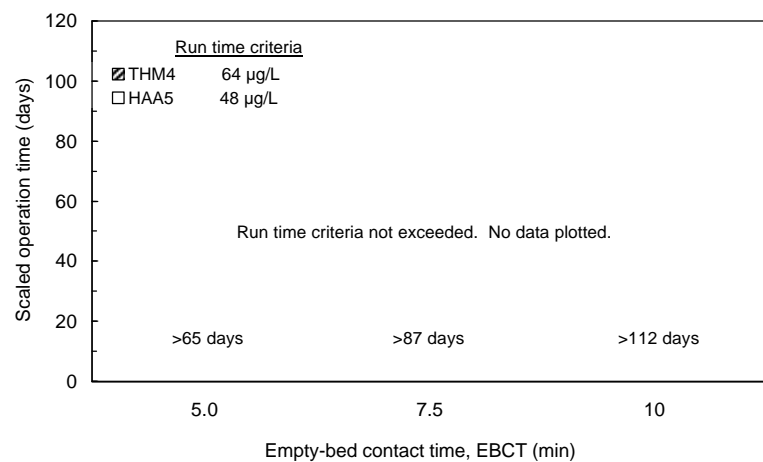 Run time criteria
THM4 64 µg/L
HAA5 48 µg/L
120
100
80
60
40
20
0
Scaled operation time (days)
Run time criteria not exceeded. No data plotted.
>65 days >87 days >112 days
5.0 7.5 10
Empty-bed contact time, EBCT (min)